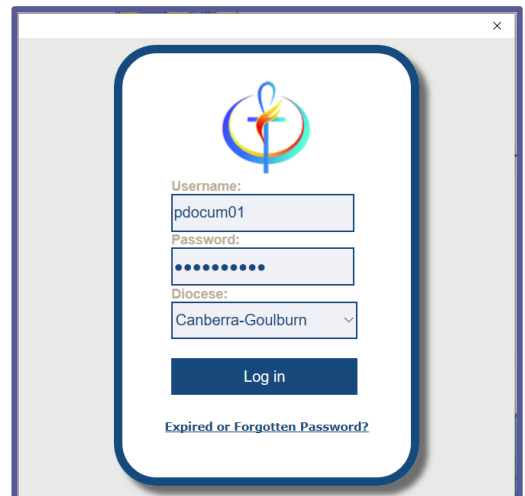 Username:
pdocum01
Password:
••••••••••
Diocese:
Canberra-Goulburn
Log in
Expired or Forgotten Password?